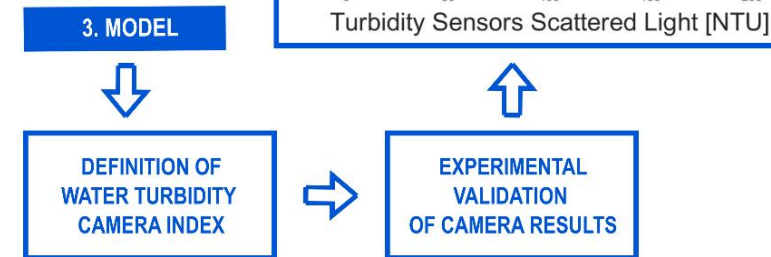 3. MODEL
Turbidity Sensors Scattered Light [NTU]
DEFINITION OF
WATER TURBIDITY
CAMERA INDEX
EXPERIMENTAL
VALIDATION
OF CAMERA RESULTS